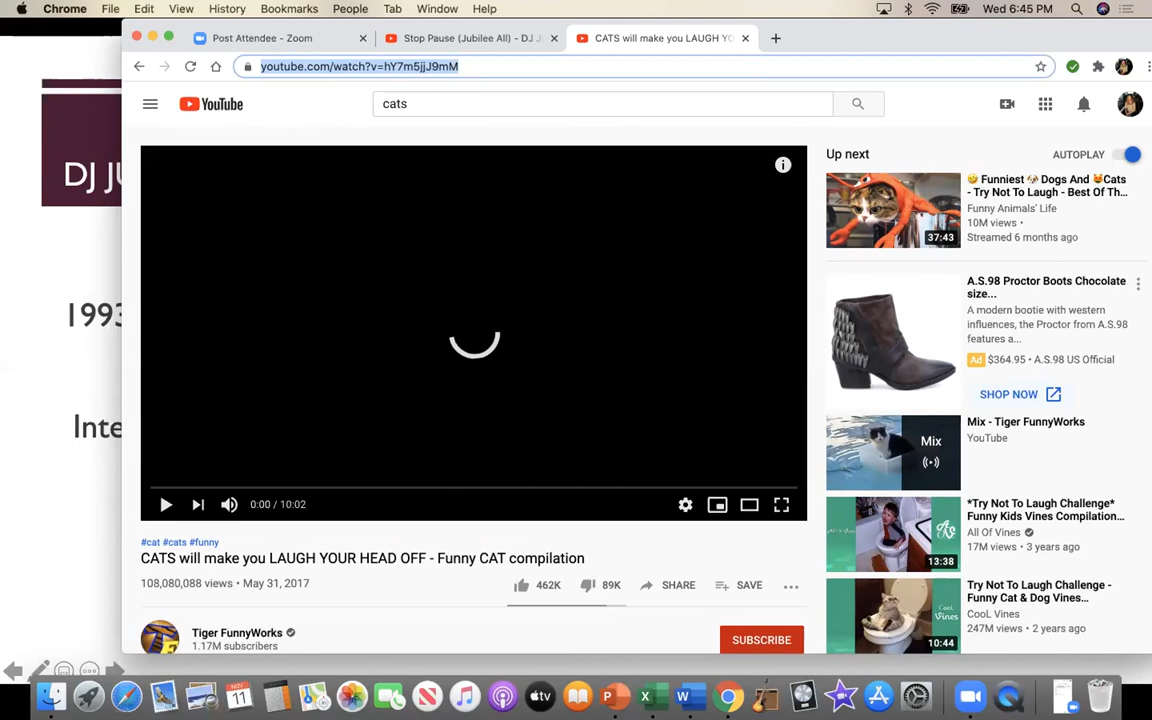 Chrome File Edit View History Bookmarks People Tab Window Help Wed 6:45 PM
Post Attendee - Zoom
Stop Pause (Jubilee All) - DJ J
CATS will make you LAUGH YO
youtube.com/watch?v=hY7m5jjJ9mM
YouTube
cats
DJ JU
1993
Inte
0:00 / 10:02
#cat #cats #funny
CATS will make you LAUGH YOUR HEAD OFF - Funny CAT compilation
108,080,088 views • May 31, 2017
462K 89K SHARE SAVE
Tiger FunnyWorks
1.17M subscribers
SUBSCRIBE
Up next
AUTOPLAY
🤣 Funniest 🐶 Dogs And 😻Cats
- Try Not To Laugh - Best Of Th...
Funny Animals' Life
10M views •
Streamed 6 months ago
37:43
A.S.98 Proctor Boots Chocolate
size...
A modern bootie with western
influences, the Proctor from A.S.98
features a...
Ad $364.95 • A.S.98 US Official
SHOP NOW
Mix - Tiger FunnyWorks
YouTube
Mix
*Try Not To Laugh Challenge*
Funny Kids Vines Compilation...
All Of Vines
17M views • 3 years ago
13:38
Try Not To Laugh Challenge -
Funny Cat & Dog Vines...
CooL Vines
247M views • 2 years ago
CooL
Vines
10:44
NOV
11
tv